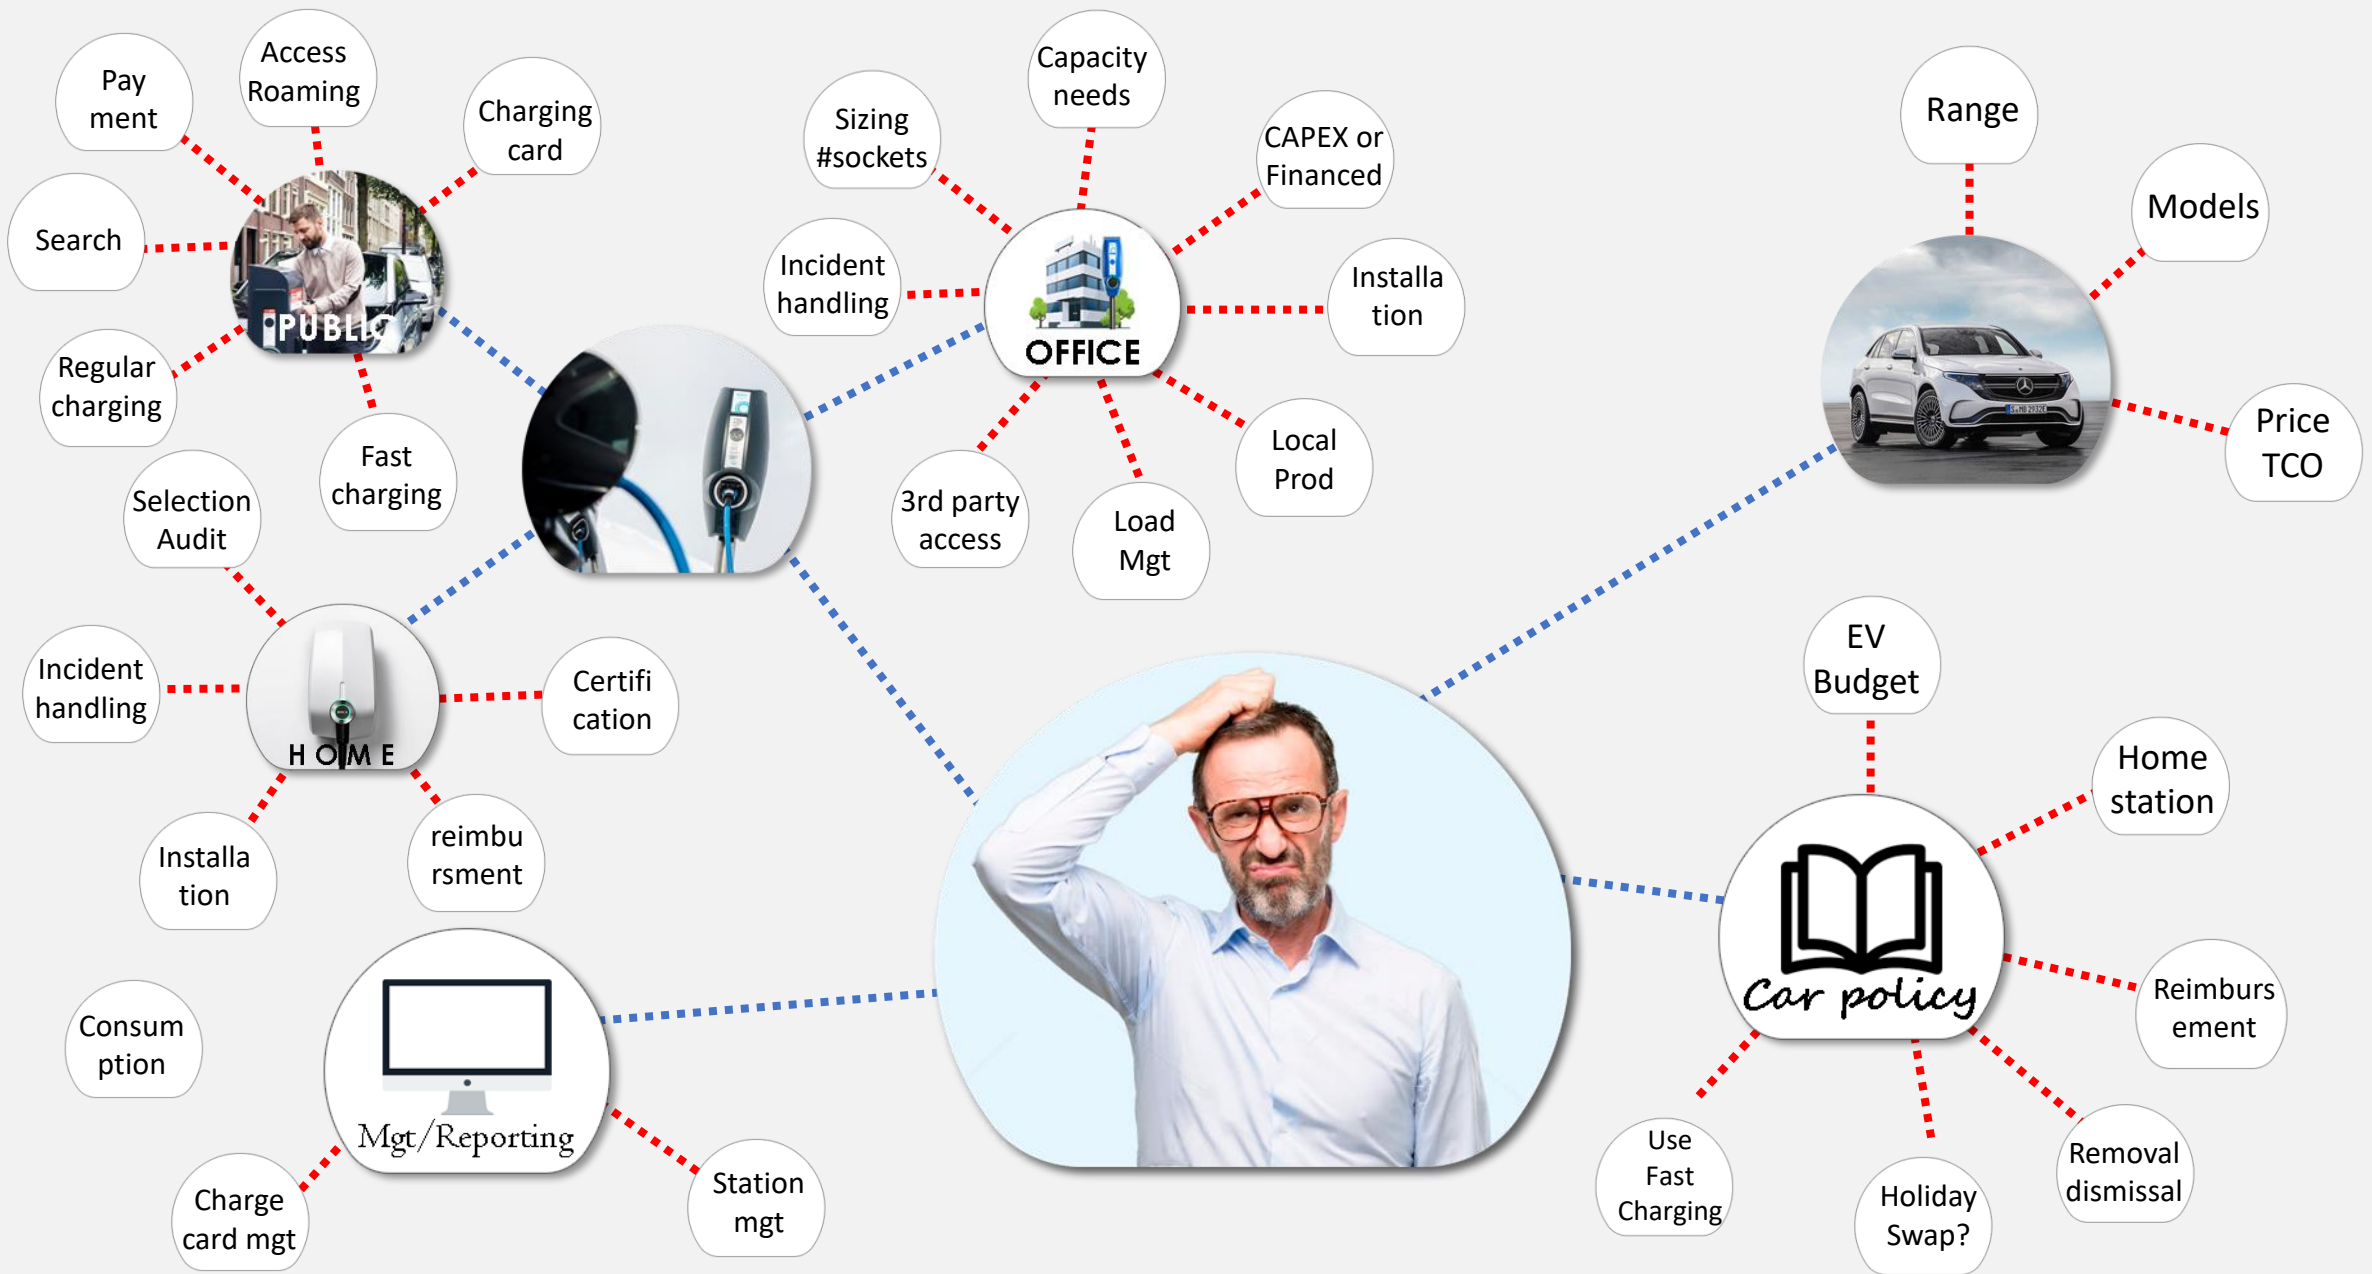 Pay
ment
Access
Roaming
Charging
card
Search
PUBLIC
Regular
charging
Fast
charging
Capacity
needs
Sizing
#sockets
CAPEX or
Financed
Incident
handling
Installa
tion
OFFICE
Local
Prod
3rd party
access
Load
Mgt
Range
Models
Price
TCO
Selection
Audit
Incident
handling
Certifi
cation
HOME
Installa
tion
reimbu
rsment
Consum
ption
Mgt/Reporting
Charge
card mgt
Station
mgt
EV
Budget
Home
station
Car policy
Reimburs
ement
Use
Fast
Charging
Holiday
Swap?
Removal
dismissal